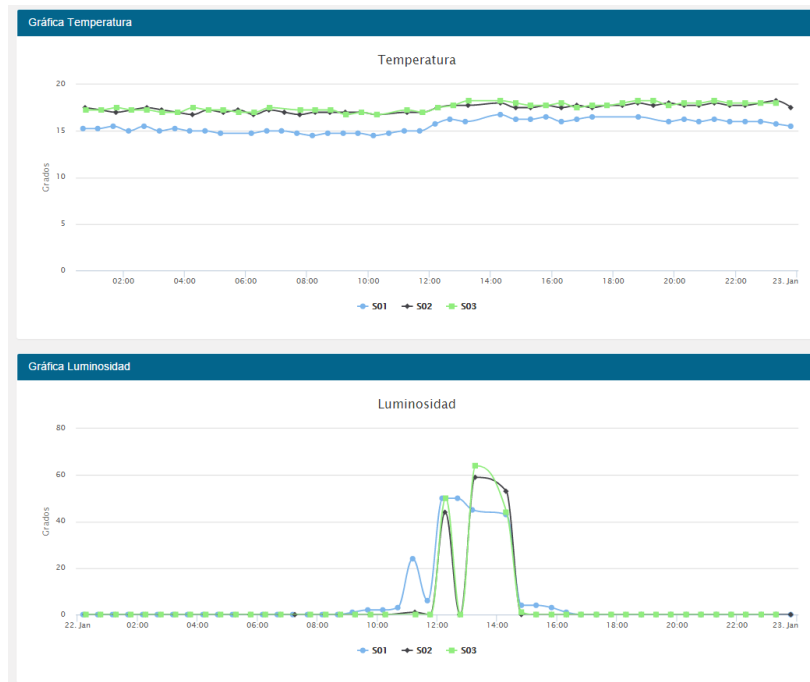 Gráfica Temperatura
Temperatura
20
15
10
5
0
Grados
02:00 04:00 06:00 08:00 10:00 12:00 14:00 16:00 18:00 20:00 22:00 23. Jan
S01 S02 S03
Gráfica Luminosidad
Luminosidad
80
60
40
20
0
Grados
22. Jan 02:00 04:00 06:00 08:00 10:00 12:00 14:00 16:00 18:00 20:00 22:00 23. Jan
S01 S02 S03